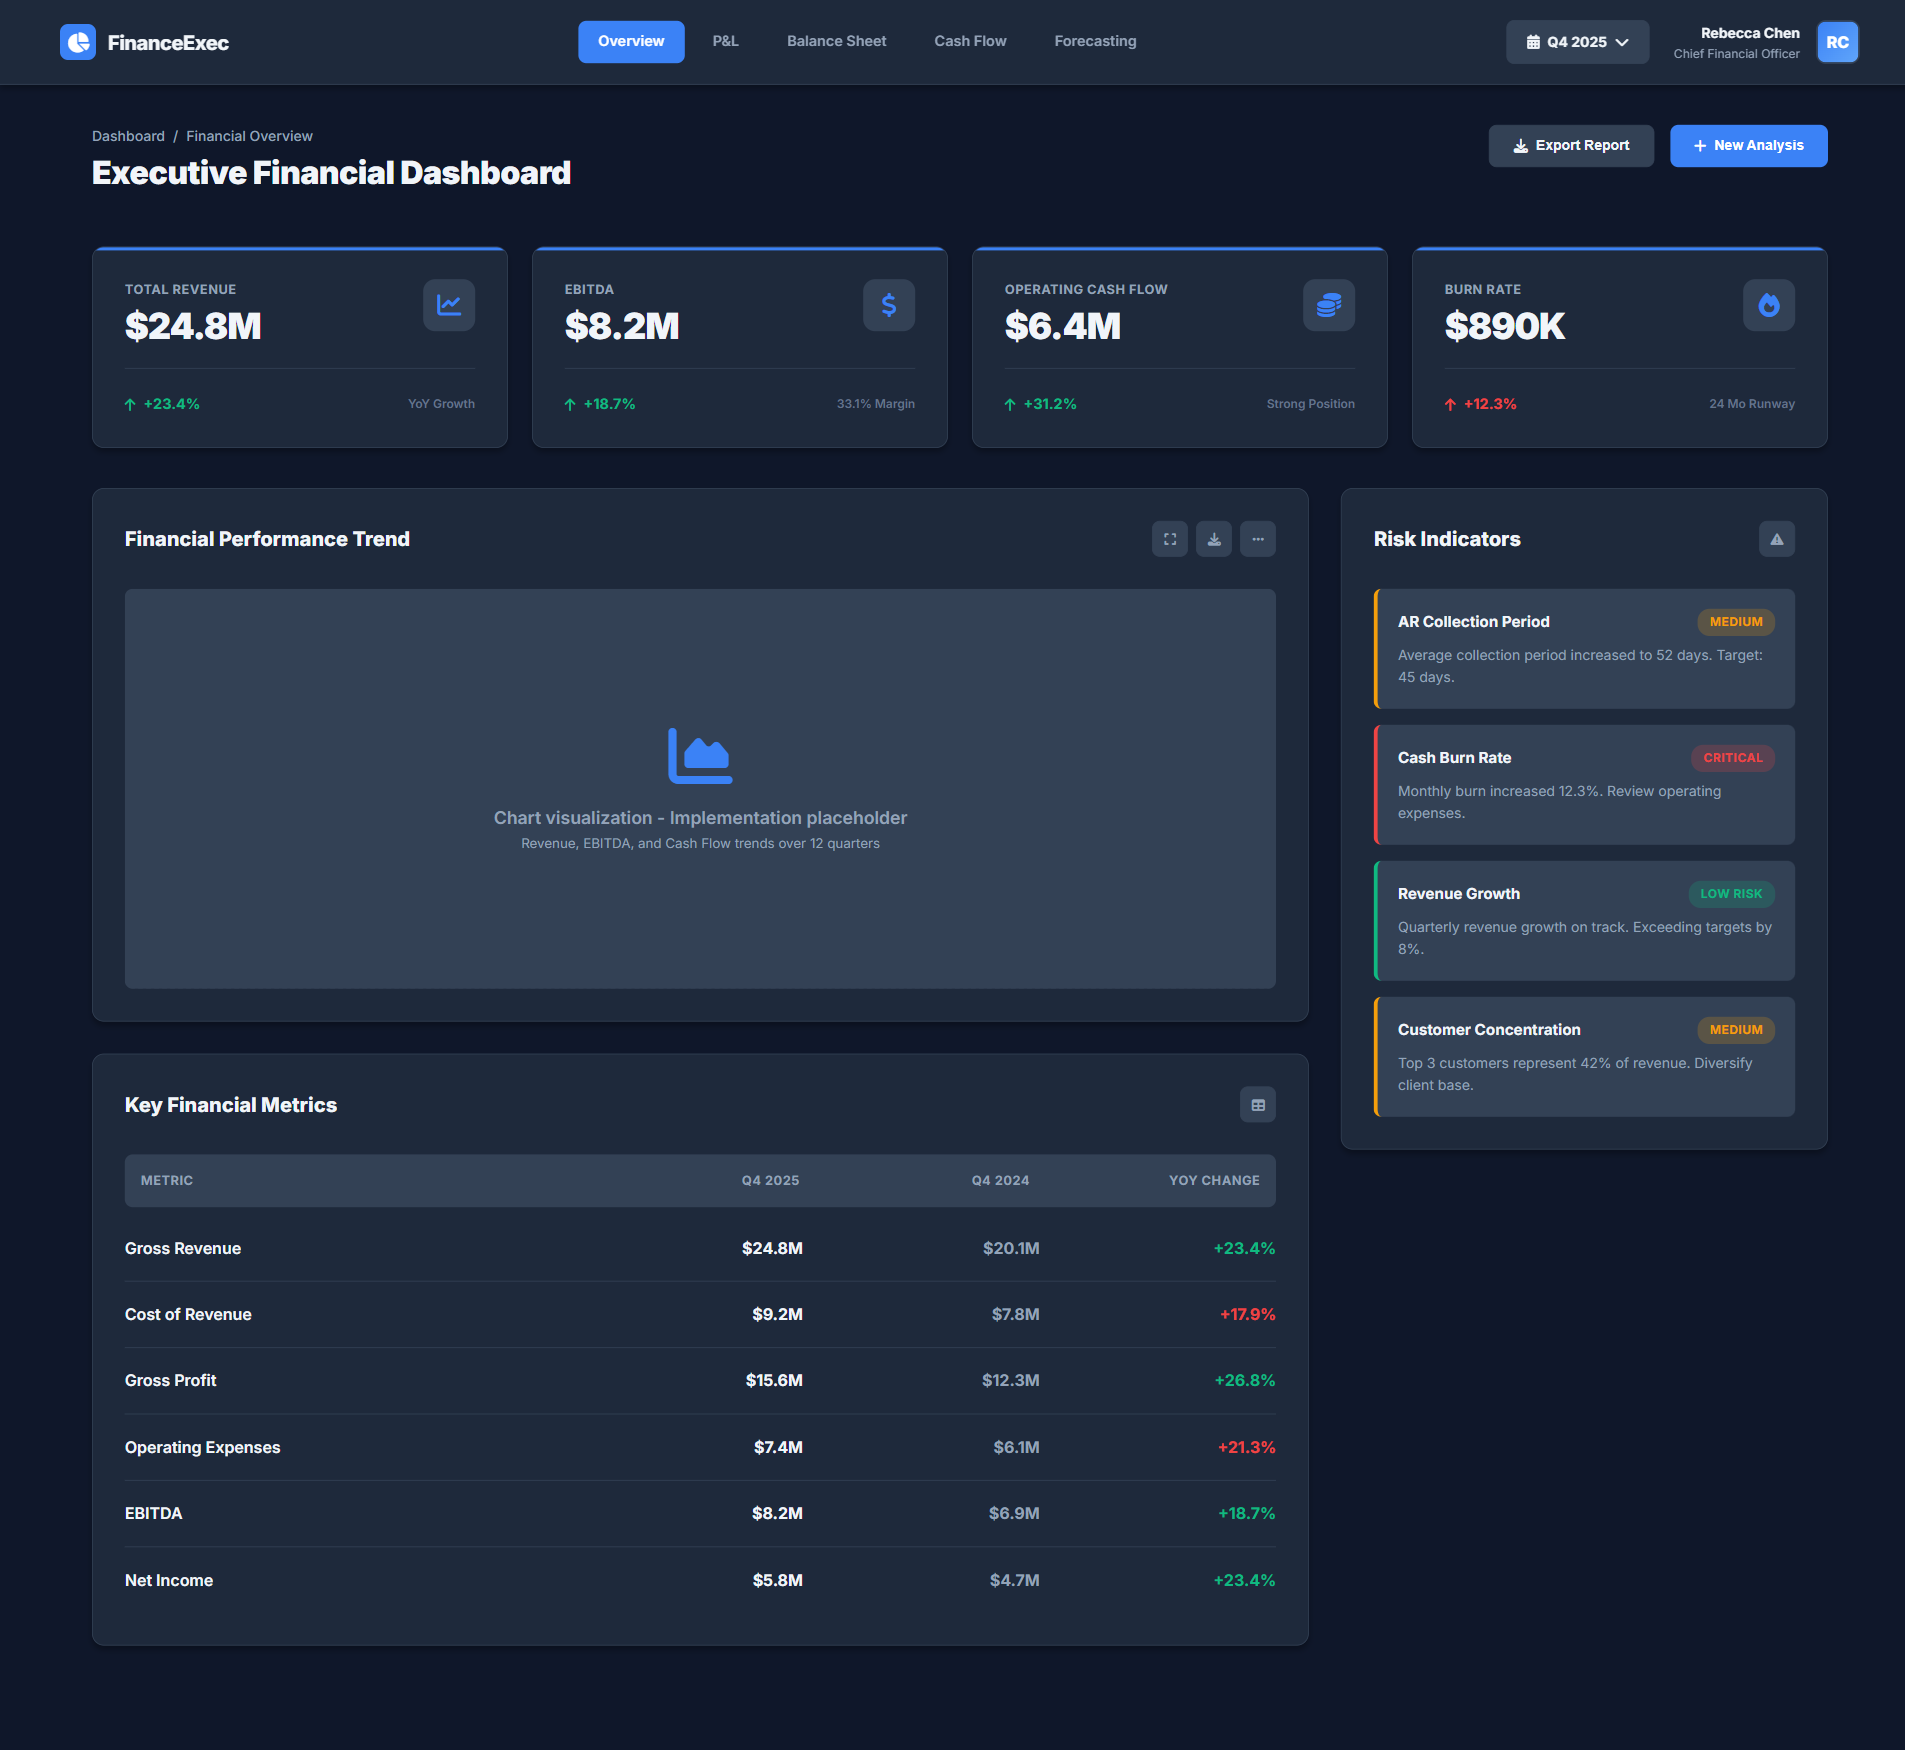 FinanceExec
Overview
P&L
Balance Sheet
Cash Flow
Forecasting
Q4 2025
Rebecca Chen
Chief Financial Officer
RC
Dashboard / Financial Overview
Executive Financial Dashboard
Export Report
New Analysis
TOTAL REVENUE
$24.8M
+23.4%
YoY Growth
EBITDA
$8.2M
+18.7%
33.1% Margin
OPERATING CASH FLOW
$6.4M
+31.2%
Strong Position
BURN RATE
$890K
+12.3%
24 Mo Runway
Financial Performance Trend
Chart visualization - Implementation placeholder
Revenue, EBITDA, and Cash Flow trends over 12 quarters
Risk Indicators
AR Collection Period
MEDIUM
Average collection period increased to 52 days. Target:
45 days.
Cash Burn Rate
CRITICAL
Monthly burn increased 12.3%. Review operating
expenses.
Revenue Growth
LOW RISK
Quarterly revenue growth on track. Exceeding targets by
8%.
Customer Concentration
MEDIUM
Top 3 customers represent 42% of revenue. Diversify
client base.
Key Financial Metrics
METRIC Q4 2025 Q4 2024 YOY CHANGE
Gross Revenue $24.8M $20.1M +23.4%
Cost of Revenue $9.2M $7.8M +17.9%
Gross Profit $15.6M $12.3M +26.8%
Operating Expenses $7.4M $6.1M +21.3%
EBITDA $8.2M $6.9M +18.7%
Net Income $5.8M $4.7M +23.4%